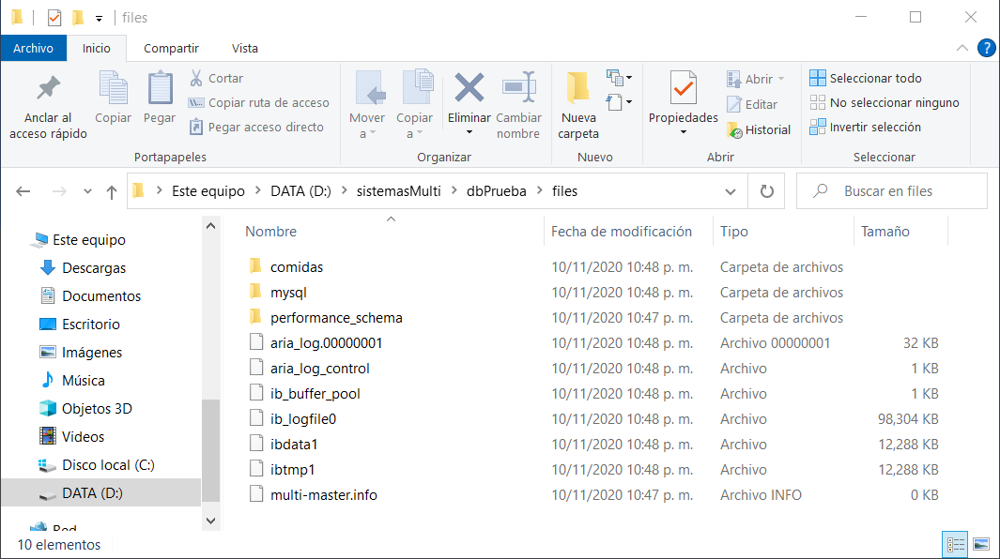 files
Archivo
Inicio
Compartir
Vista
?
Anclar al
acceso rápido
Copiar
Pegar
Cortar
Copiar ruta de acceso
Pegar acceso directo
Portapapeles
Mover
a
Copiar
a
Eliminar
Cambiar
nombre
Organizar
Nueva
carpeta
Nuevo
Propiedades
Abrir
Editar
Historial
Abrir
Seleccionar todo
No seleccionar ninguno
Invertir selección
Seleccionar
Este equipo > DATA (D:) > sistemasMulti > dbPrueba > files
Buscar en files
Este equipo
Descargas
Documentos
Escritorio
Imágenes
Música
Objetos 3D
Videos
Disco local (C:)
DATA (D:)
Red
Nombre Fecha de modificación Tipo Tamaño
comidas 10/11/2020 10:48 p. m. Carpeta de archivos
mysql 10/11/2020 10:48 p. m. Carpeta de archivos
performance_schema 10/11/2020 10:47 p. m. Carpeta de archivos
aria_log.00000001 10/11/2020 10:48 p. m. Archivo 00000001 32 KB
aria_log_control 10/11/2020 10:48 p. m. Archivo 1 KB
ib_buffer_pool 10/11/2020 10:48 p. m. Archivo 1 KB
ib_logfile0 10/11/2020 10:48 p. m. Archivo 98,304 KB
ibdata1 10/11/2020 10:48 p. m. Archivo 12,288 KB
ibtmp1 10/11/2020 10:48 p. m. Archivo 12,288 KB
multi-master.info 10/11/2020 10:47 p. m. Archivo INFO 0 KB
10 elementos